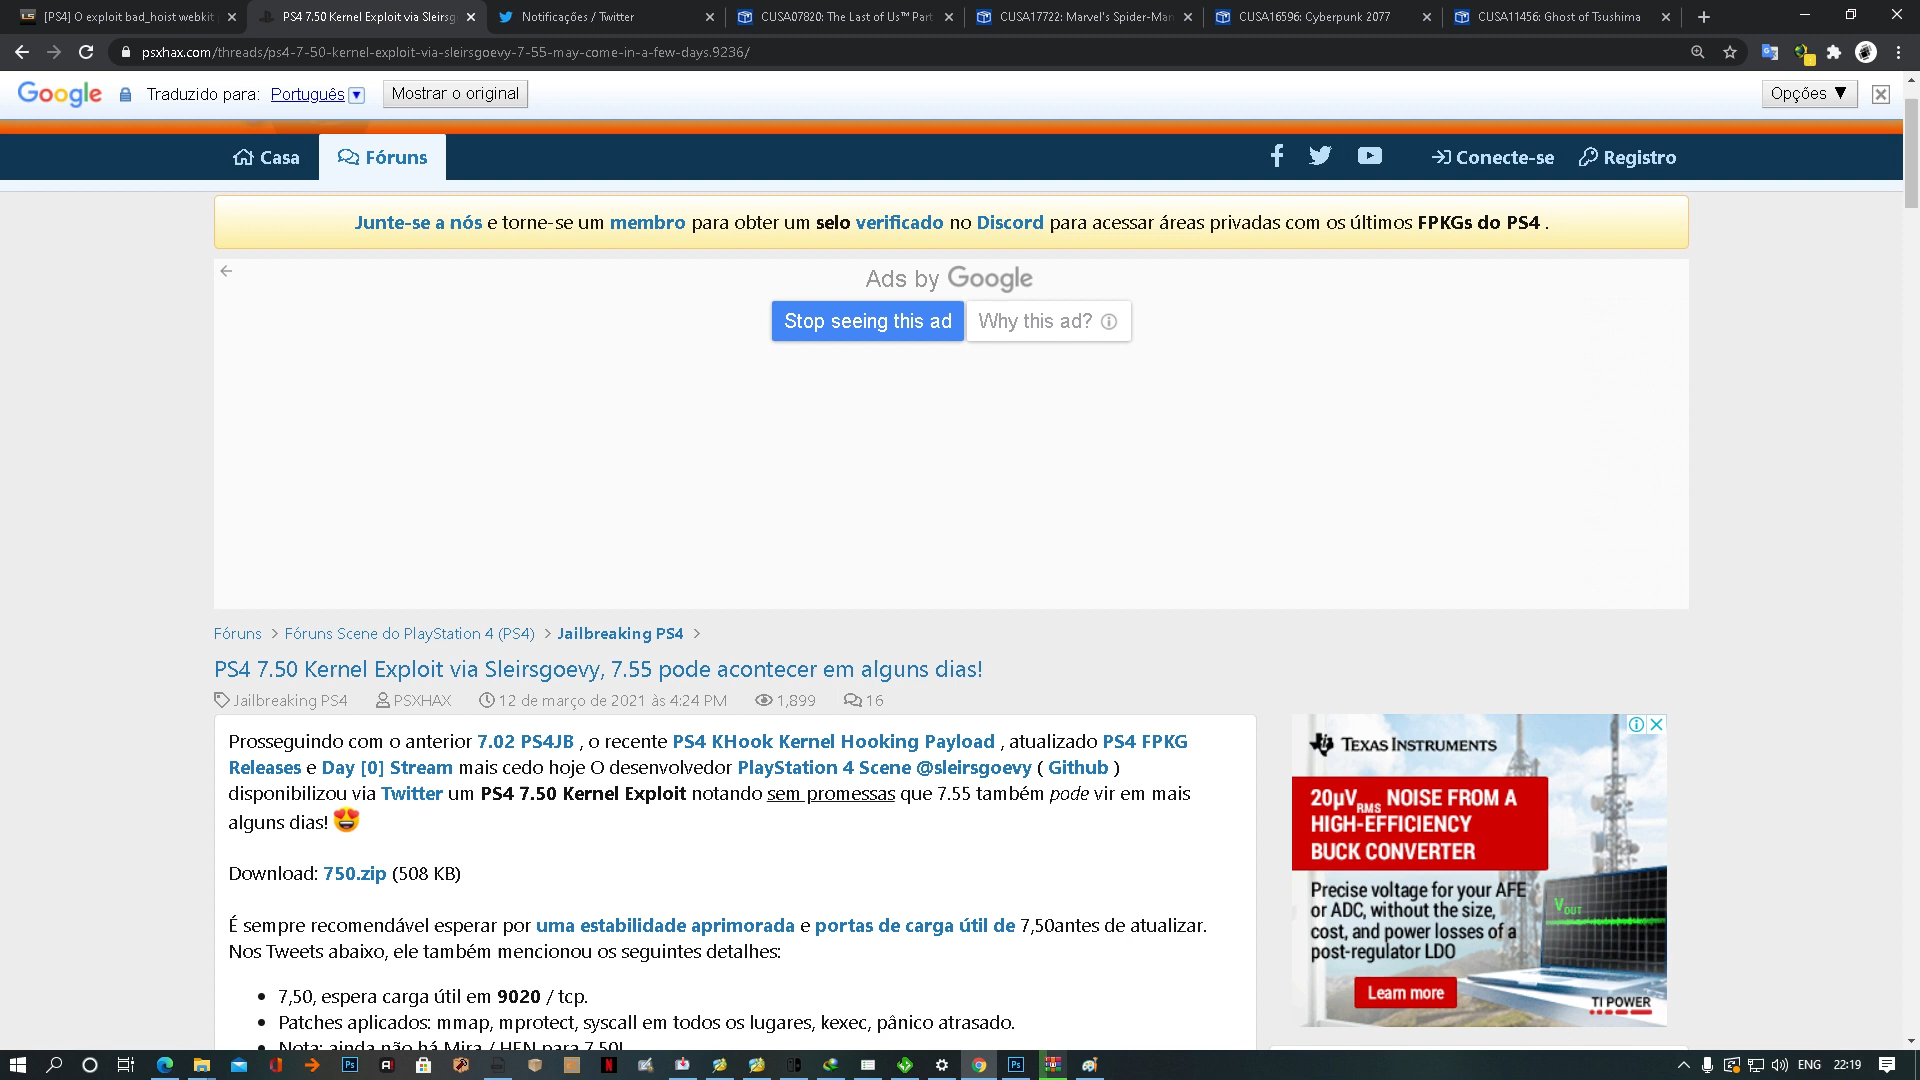 [PS4] O exploit bad_hoist webkit
PS4 7.50 Kernel Exploit via Sleirsg
Notificações / Twitter
CUSA07820: The Last of Us™ Part
CUSA17722: Marvel's Spider-Man
CUSA16596: Cyberpunk 2077
CUSA11456: Ghost of Tsushima
psxhax.com/threads/ps4-7-50-kernel-exploit-via-sleirsgoevy-7-55-may-come-in-a-few-days.9236/
Google Traduzido para: Português Mostrar o original Opções ▼
Casa Fóruns Conecte-se Registro
Junte-se a nós e torne-se um membro para obter um selo verificado no Discord para acessar áreas privadas com os últimos FPKGs do PS4 .
Ads by Google
Stop seeing this ad Why this ad?
Fóruns > Fóruns Scene do PlayStation 4 (PS4) > Jailbreaking PS4 >
PS4 7.50 Kernel Exploit via Sleirsgoevy, 7.55 pode acontecer em alguns dias!
Jailbreaking PS4 PSXHAX 12 de março de 2021 às 4:24 PM 1,899 16
Prosseguindo com o anterior 7.02 PS4JB , o recente PS4 KHook Kernel Hooking Payload , atualizado PS4 FPKG
Releases e Day [0] Stream mais cedo hoje O desenvolvedor PlayStation 4 Scene @sleirsgoevy ( Github )
disponibilizou via Twitter um PS4 7.50 Kernel Exploit notando sem promessas que 7.55 também pode vir em mais
alguns dias! 😍
Download: 750.zip (508 KB)
É sempre recomendável esperar por uma estabilidade aprimorada e portas de carga útil de 7,50antes de atualizar.
Nos Tweets abaixo, ele também mencionou os seguintes detalhes:
• 7,50, espera carga útil em 9020 / tcp.
• Patches aplicados: mmap, mprotect, syscall em todos os lugares, kexec, pânico atrasado.
• Nota: ainda não há Mira / HEN para 7.50!
TEXAS INSTRUMENTS
20µVRMS NOISE FROM A
HIGH-EFFICIENCY
BUCK CONVERTER
Precise voltage for your AFE
or ADC, without the size,
cost, and power losses of a
post-regulator LDO
VOUT
Learn more
TI POWER
ENG 22:19